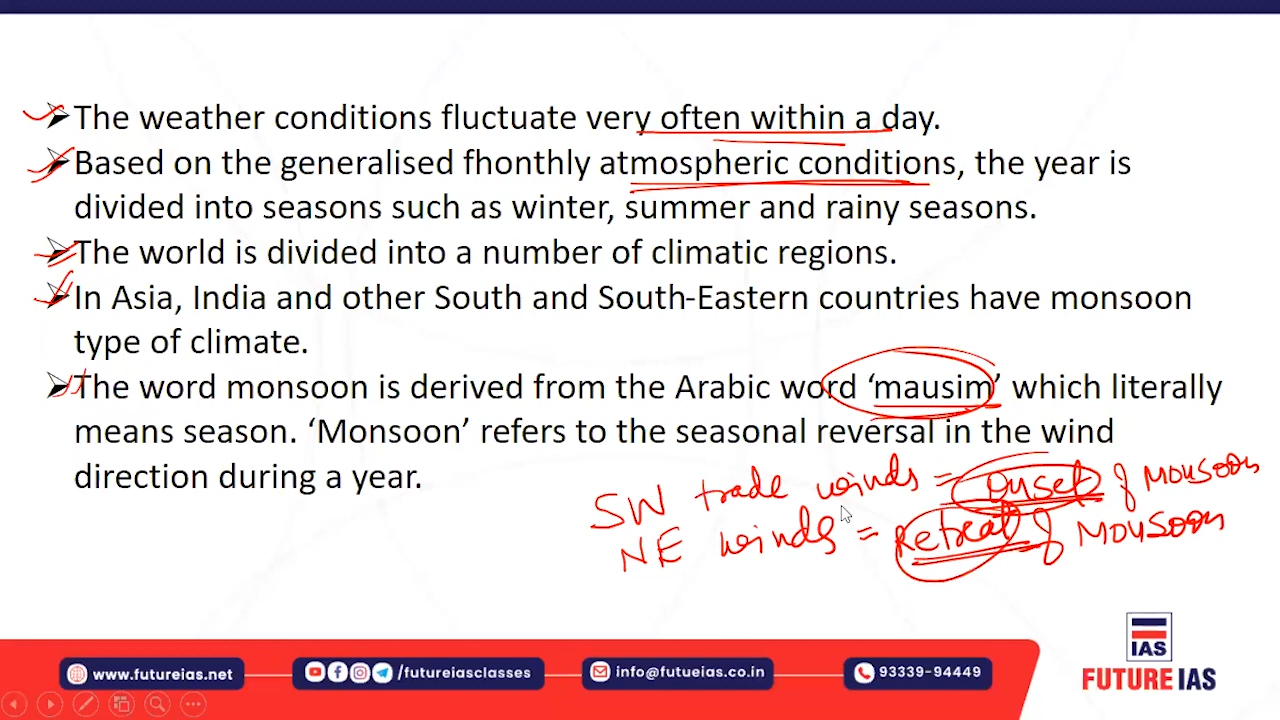 The weather conditions fluctuate very often within a day.
Based on the generalised fhonthly atmospheric conditions, the year is
divided into seasons such as winter, summer and rainy seasons.
The world is divided into a number of climatic regions.
In Asia, India and other South and South-Eastern countries have monsoon
type of climate.
The word monsoon is derived from the Arabic word ‘mausim’ which literally
means season. ‘Monsoon’ refers to the seasonal reversal in the wind
direction during a year.
SW trade winds = Onset of Monsoon
NE winds = Retreat of Monsoon
IAS
FUTURE IAS
www.futureias.net
/futureiasclasses
info@futueias.co.in
93339-94449